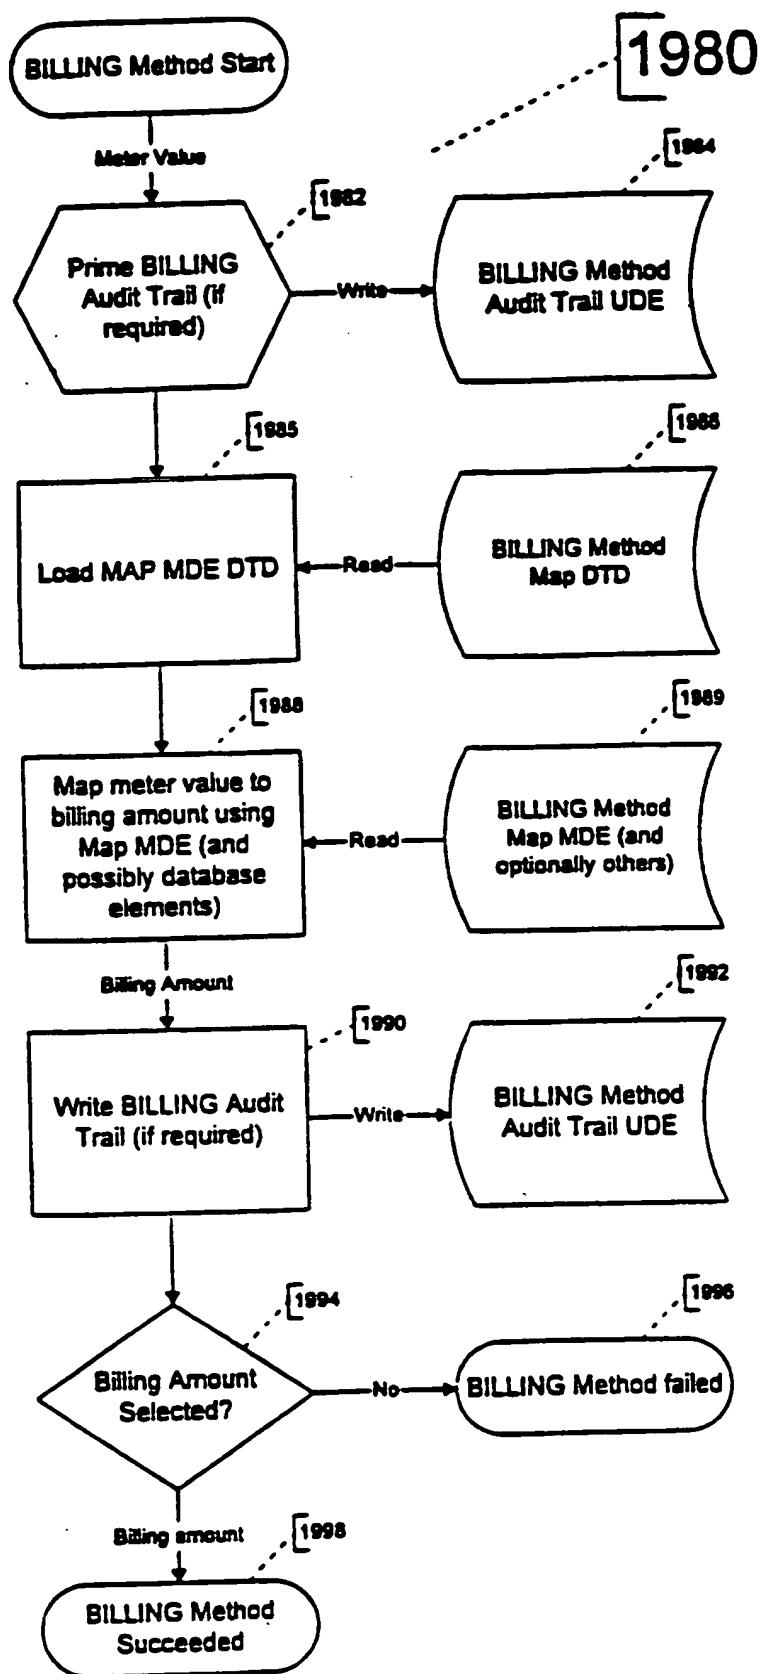 BILLING Method Start
1980
Meter Value
1984
1982
Prime BILLING
Audit Trail (if
required)
Write
BILLING Method
Audit Trail UDE
1985
1986
Load MAP MDE DTD
Read
BILLING Method
Map DTD
1988
1989
Map meter value to
billing amount using
Map MDE (and
possibly database
elements)
Read
BILLING Method
Map MDE (and
optionally others)
Billing Amount
1992
1990
Write BILLING Audit
Trail (if required)
Write
BILLING Method
Audit Trail UDE
1994
1996
Billing Amount
Selected?
No
BILLING Method failed
Billing amount
1998
BILLING Method
Succeeded